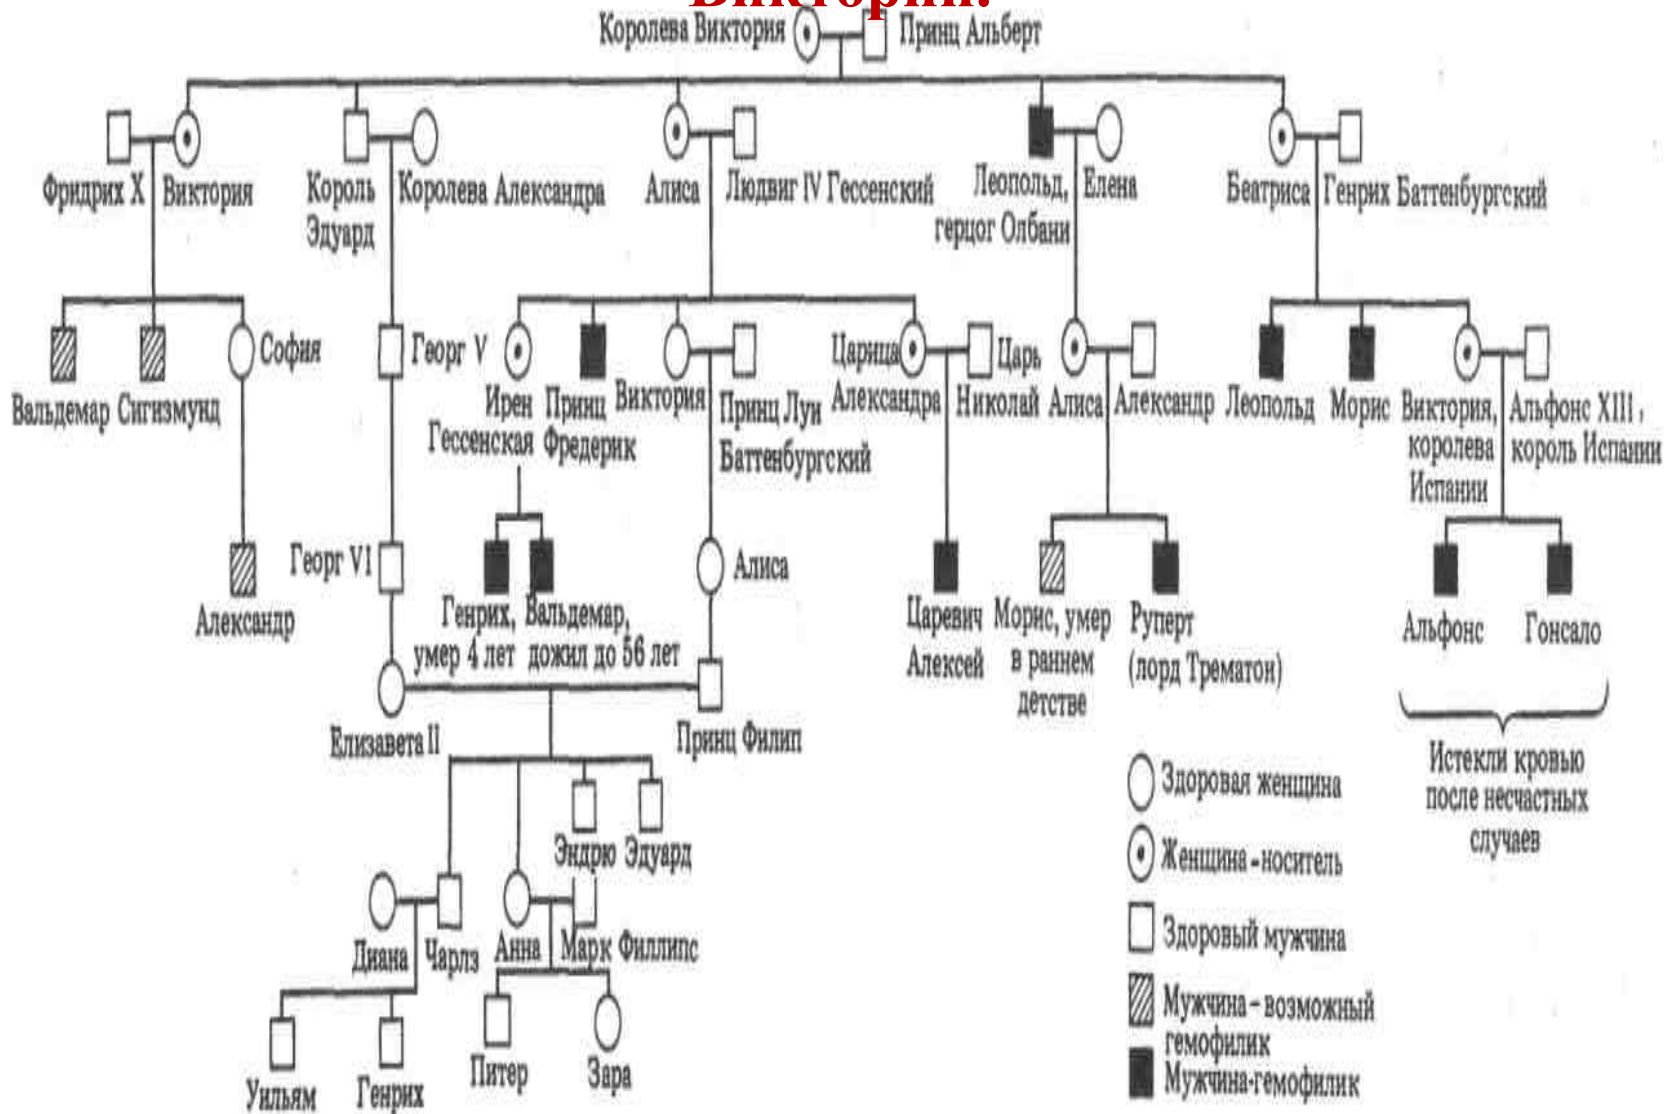 Виктории.
Королева Виктория
Принц Альберт
Фридрих X
Виктория
Король
Эдуард
Королева Александра
Алиса
Людвиг IV Гессенский
Леопольд,
герцог Олбани
Елена
Беатриса
Генрих Баттенбургский
Вальдемар
Сигизмунд
София
Георг V
Ирен
Гессенская
Принц
Фредерик
Виктория
Принц Луи
Баттенбургский
Царица
Александра
Царь
Николай
Алиса
Александр
Леопольд
Морис
Виктория,
королева
Испании
Альфонс XIII,
король Испании
Александр
Георг VI
Генрих,
умер 4 лет
Вальдемар,
дожил до 56 лет
Алиса
Царевич
Алексей
Морис, умер
в раннем
детстве
Руперт
(лорд Трематон)
Альфонс
Гонсало
Истекли кровью
после несчастных
случаев
Елизавета II
Принц Филип
Эндрю
Эдуард
Диана
Чарлз
Анна
Марк Филлипс
Уильям
Генрих
Питер
Зара
Здоровая женщина
Женщина-носитель
Здоровый мужчина
Мужчина-возможный
гемофилик
Мужчина-гемофилик